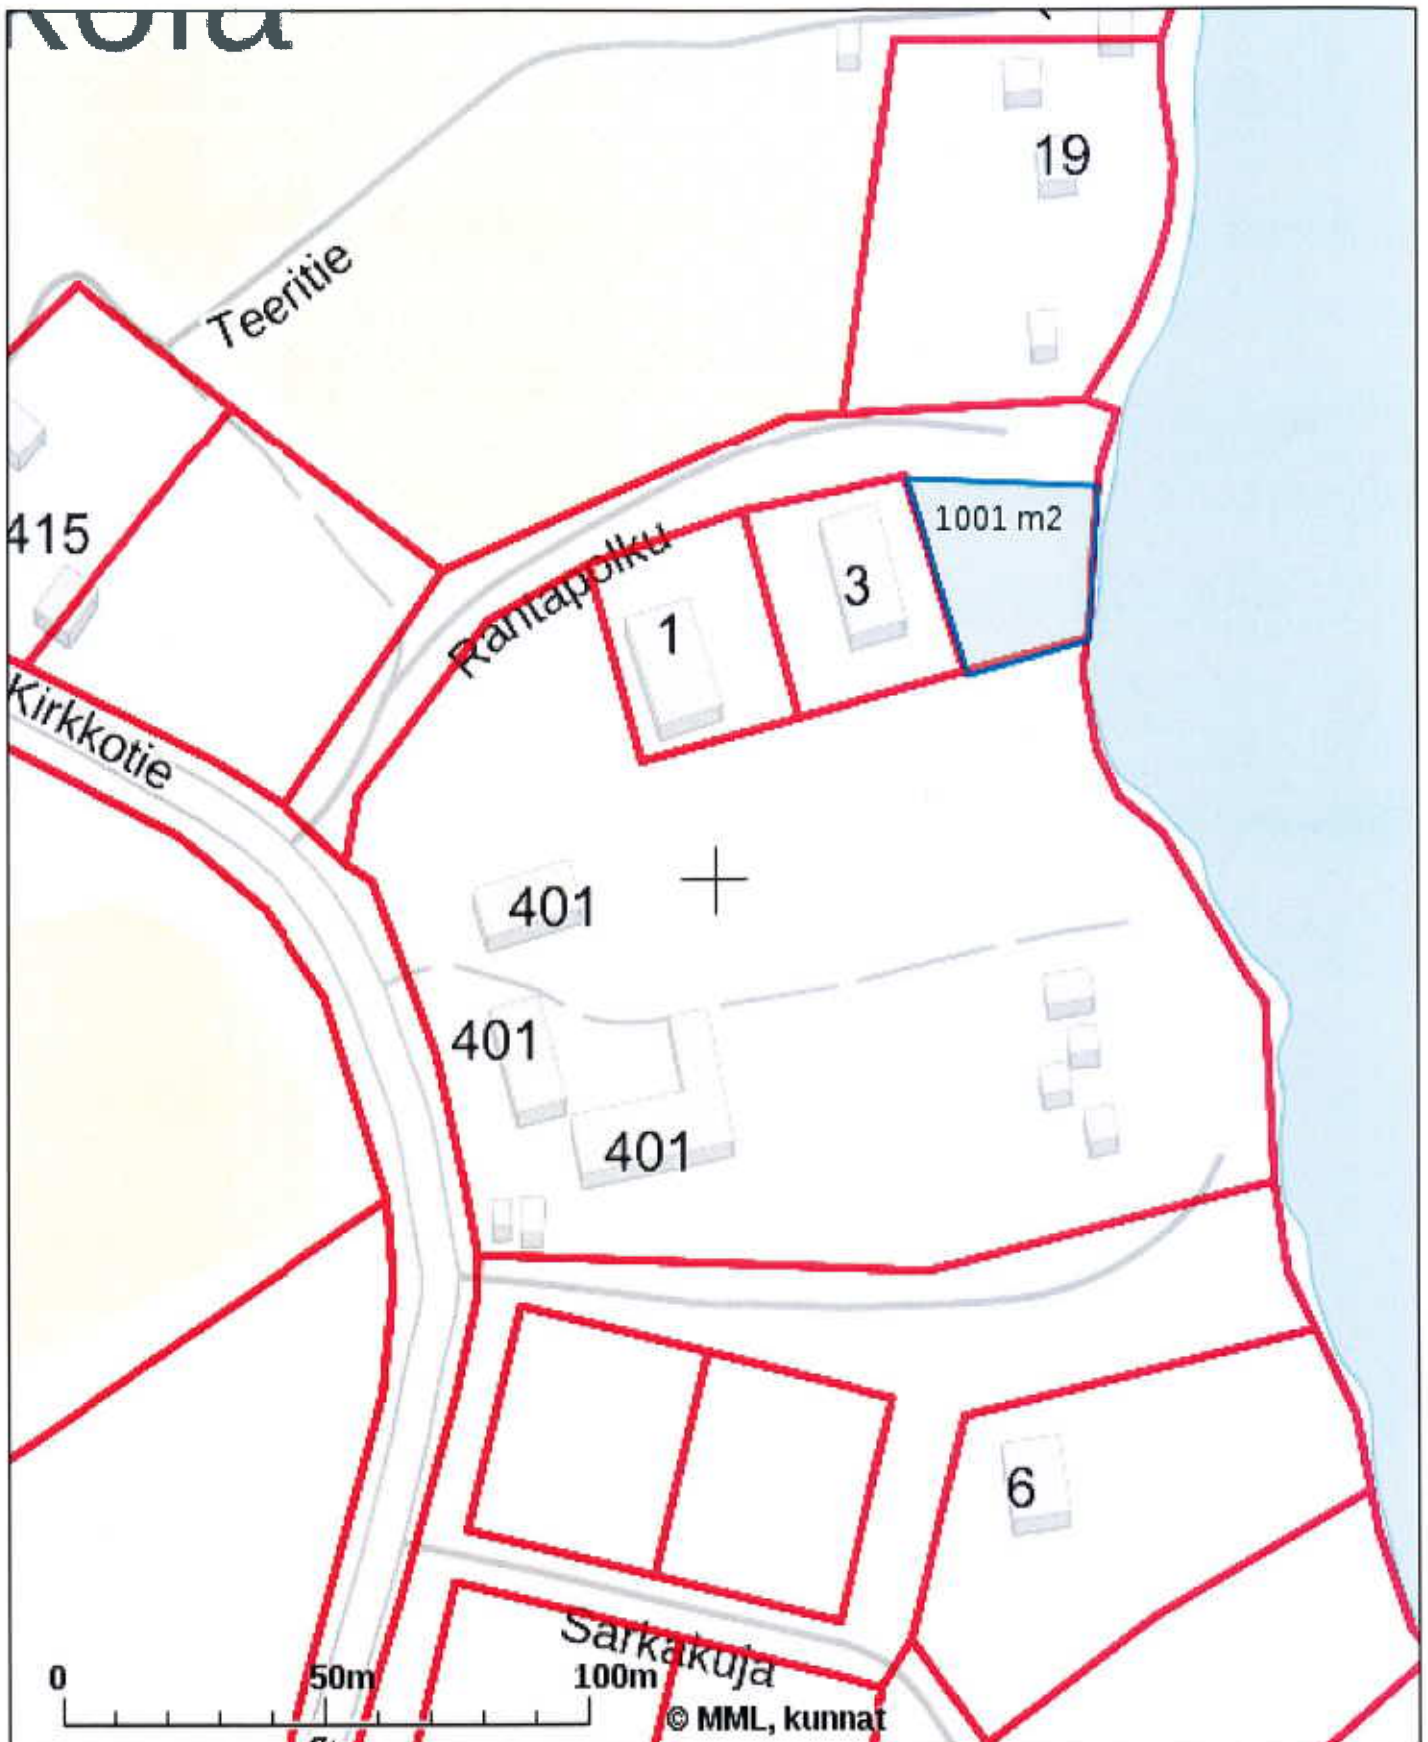 19
Teeritie
1001 m2
415
Rantapolku
3
1
Kirkkotie
401
401
401
6
Sarkakuja
0 50m 100m
© MML, kunnat